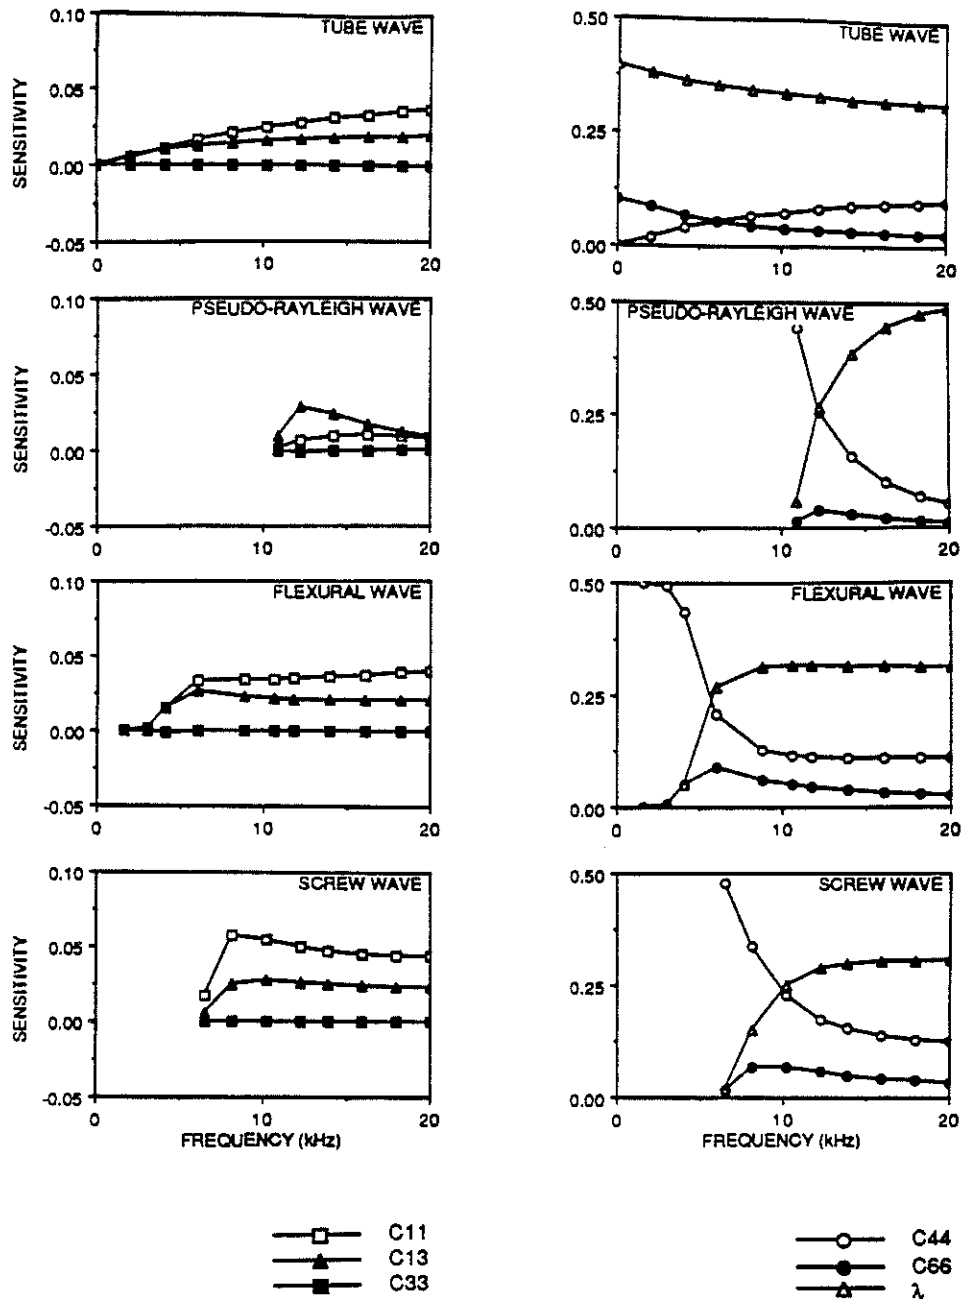 0.10
TUBE WAVE
0.05
0.00
-0.05
0
10
20
SENSITIVITY
0.50
TUBE WAVE
0.25
0.00
0
10
20
0.10
PSEUDO-RAYLEIGH WAVE
0.05
0.00
-0.05
0
10
20
SENSITIVITY
0.50
PSEUDO-RAYLEIGH WAVE
0.25
0.00
0
10
20
0.10
FLEXURAL WAVE
0.05
0.00
-0.05
0
10
20
SENSITIVITY
0.50
FLEXURAL WAVE
0.25
0.00
0
10
20
0.10
SCREW WAVE
0.05
0.00
-0.05
0
10
20
SENSITIVITY
FREQUENCY (kHz)
0.50
SCREW WAVE
0.25
0.00
0
10
20
FREQUENCY (kHz)
C11
C13
C33
C44
C66
λ